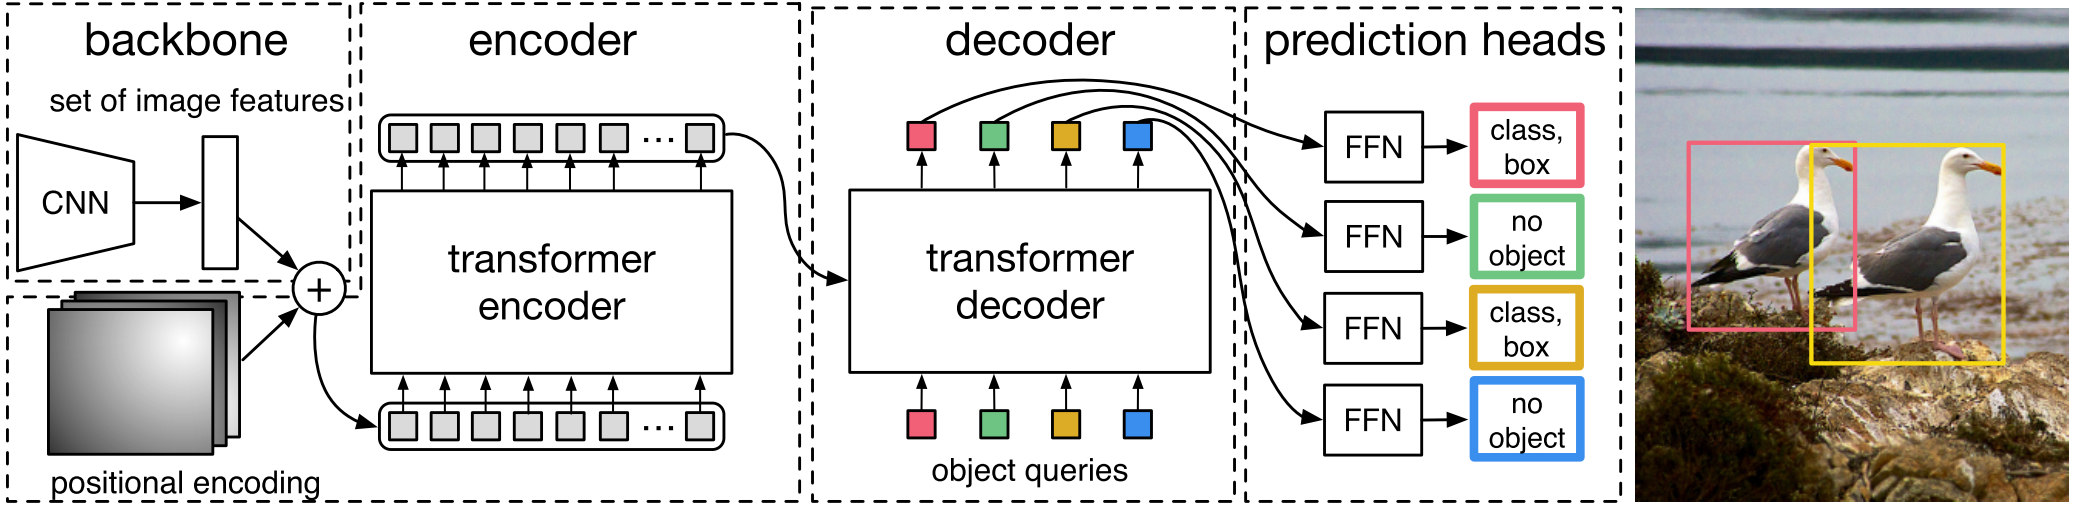 backbone
set of image features
CNN
+
positional encoding
encoder
...
transformer
encoder
...
decoder
transformer
decoder
object queries
prediction heads
FFN
class,
box
FFN
no
object
FFN
class,
box
FFN
no
object